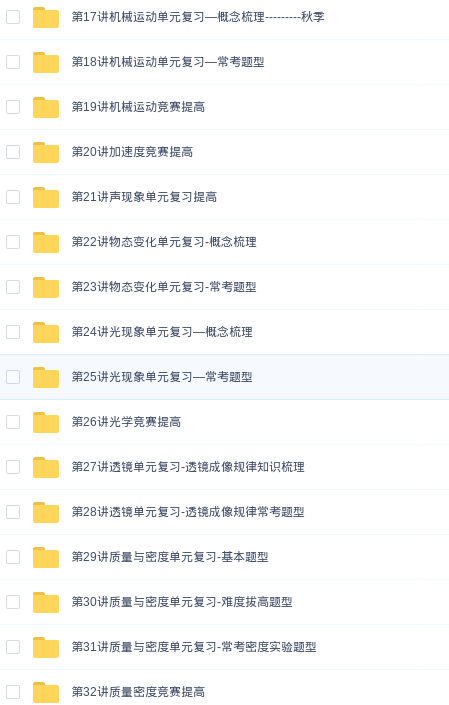 第17讲机械运动单元复习—概念梳理---------秋季
第18讲机械运动单元复习—常考题型
第19讲机械运动竞赛提高
第20讲加速度竞赛提高
第21讲声现象单元复习提高
第22讲物态变化单元复习-概念梳理
第23讲物态变化单元复习-常考题型
第24讲光现象单元复习—概念梳理
第25讲光现象单元复习—常考题型
第26讲光学竞赛提高
第27讲透镜单元复习-透镜成像规律知识梳理
第28讲透镜单元复习-透镜成像规律常考题型
第29讲质量与密度单元复习-基本题型
第30讲质量与密度单元复习-难度拔高题型
第31讲质量与密度单元复习-常考密度实验题型
第32讲质量密度竞赛提高